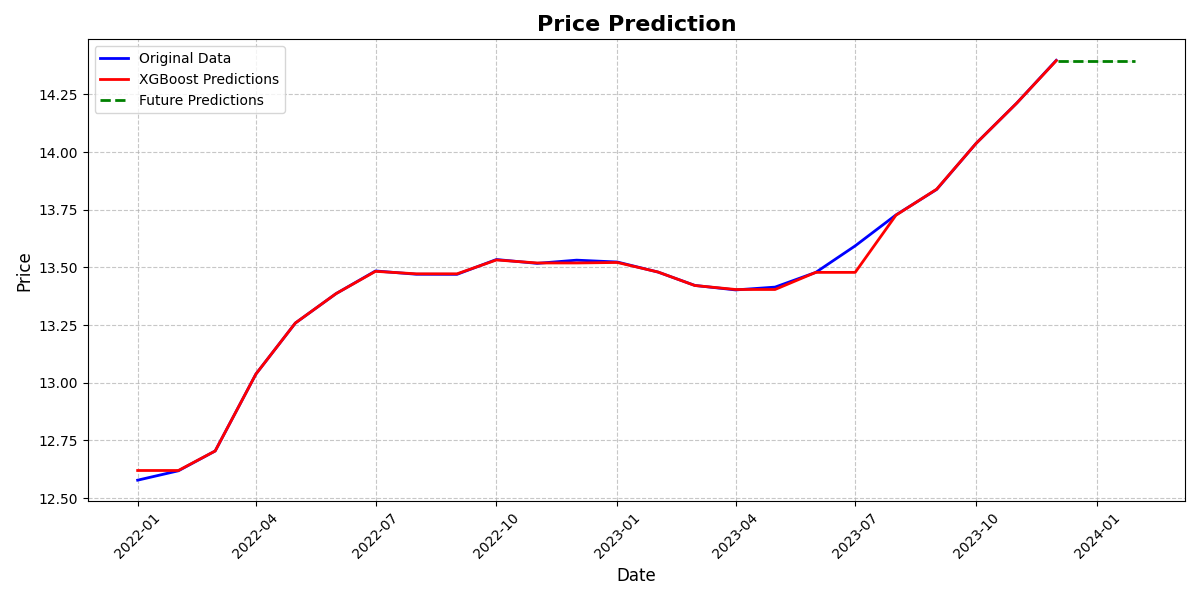 Price Prediction
Original Data
XGBoost Predictions
Future Predictions
Price
14.25
14.00
13.75
13.50
13.25
13.00
12.75
12.50
2022-01
2022-04
2022-07
2022-10
2023-01
2023-04
2023-07
2023-10
2024-01
Date